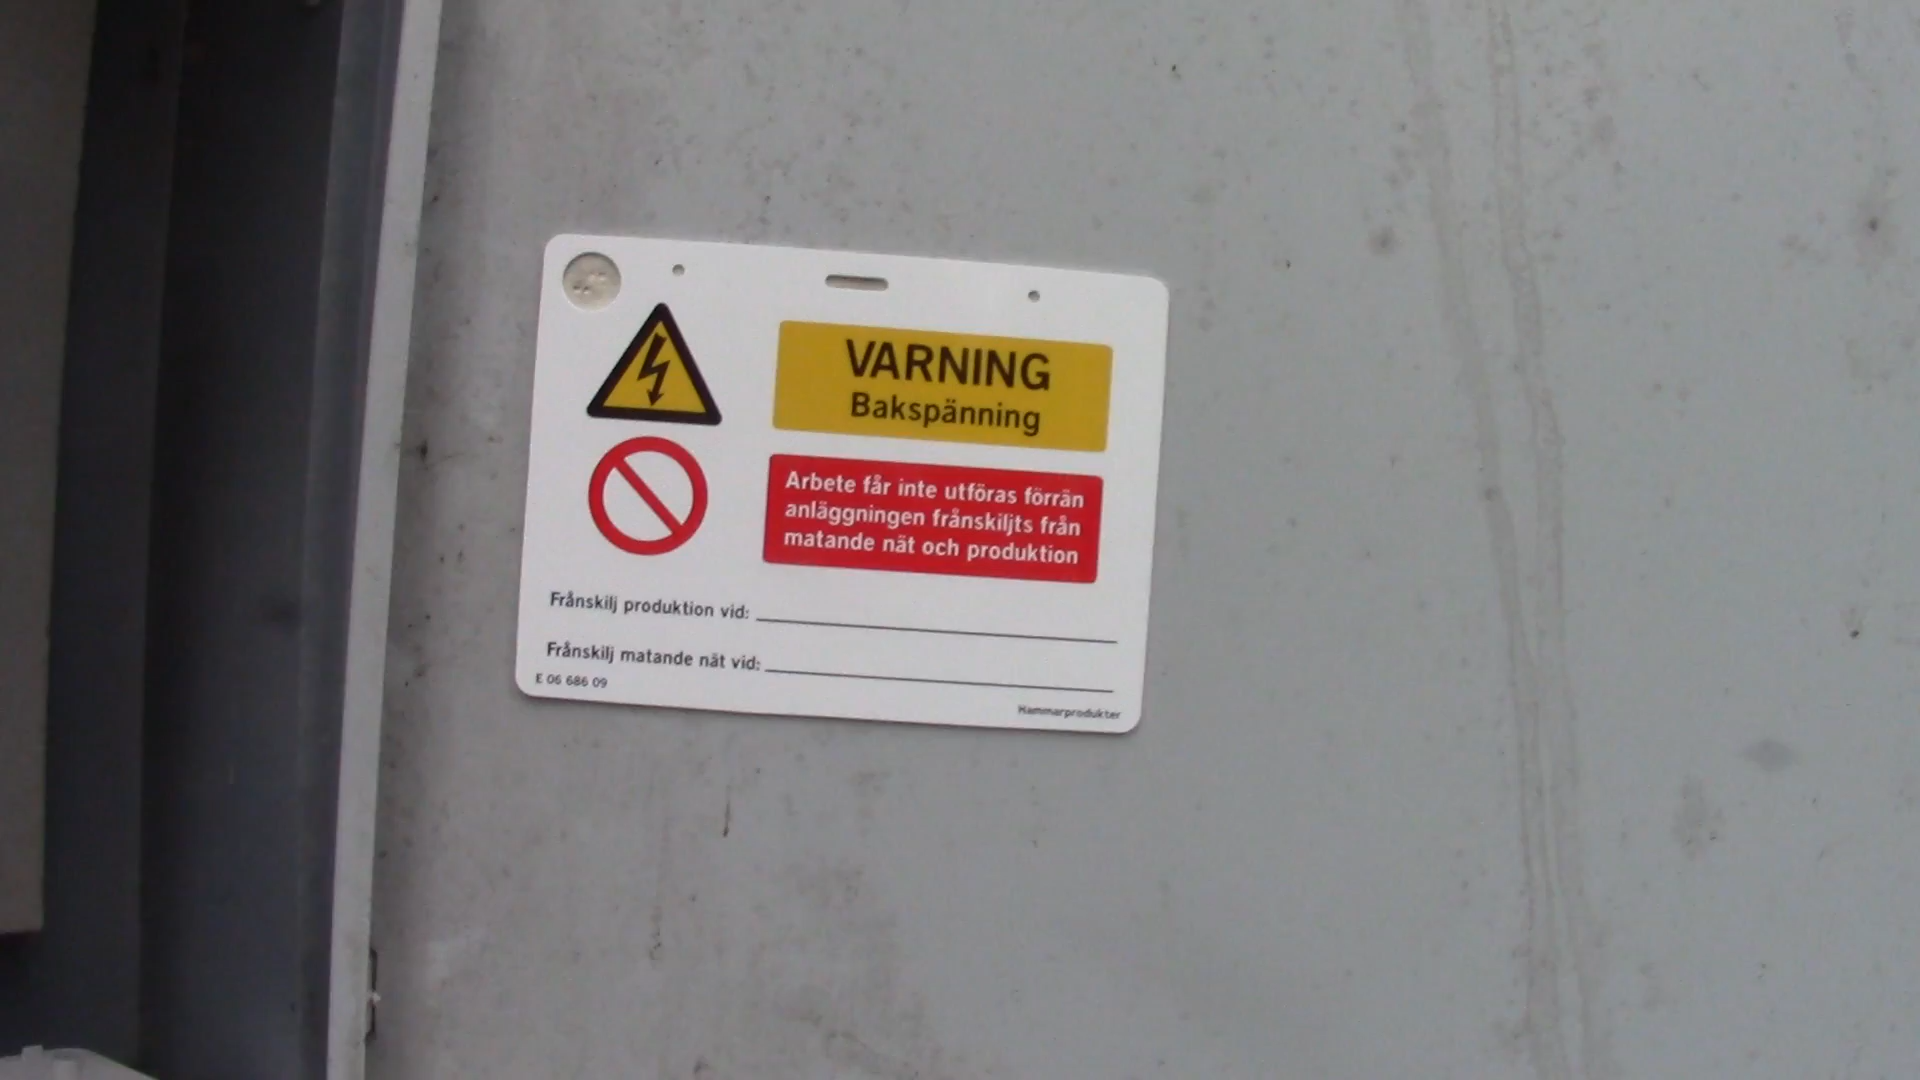 VARNING
Bakspänning
Arbete får inte utföras förrän
anläggningen frånskiljts från
matande nät och produktion
Frånskilj produktion vid:
Frånskilj matande nät vid:
E 06 686 09
Hammarprodukter